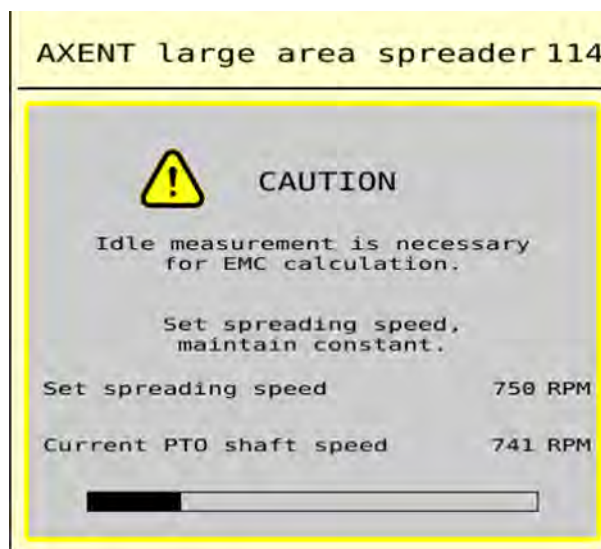 AXENT large area spreader 114
CAUTION
Idle measurement is necessary
for EMC calculation.
Set spreading speed,
maintain constant.
Set spreading speed 750 RPM
Current PTO shaft speed 741 RPM